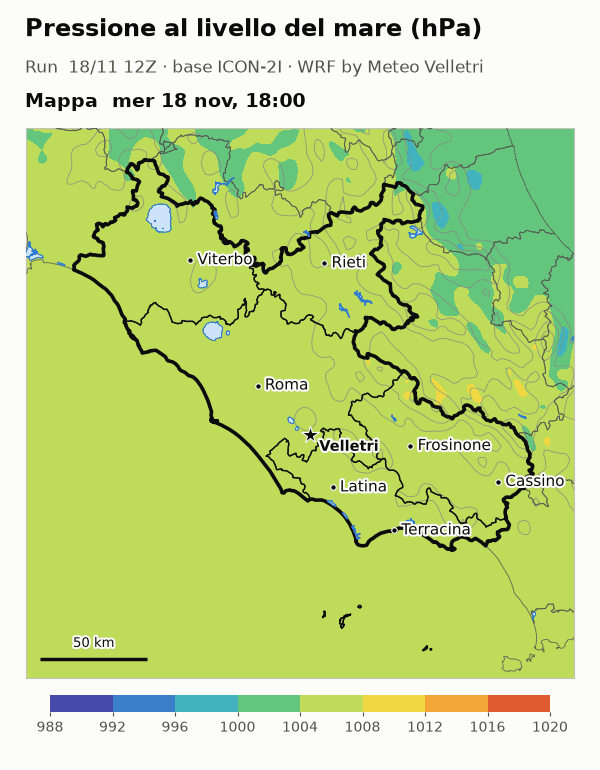 Pressione al livello del mare (hPa)
Run  18/11 12Z · base ICON-2I · WRF by Meteo Velletri
Mappa  mer 18 nov, 18:00
Viterbo
Rieti
Roma
Velletri
Frosinone
Cassino
Latina
Terracina
50 km
988 992 996 1000 1004 1008 1012 1016 1020